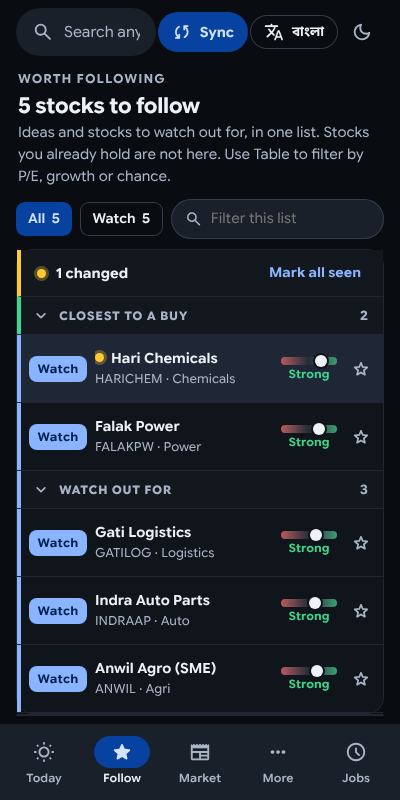 Search any
Sync
বাংলা
WORTH FOLLOWING
5 stocks to follow
Ideas and stocks to watch out for, in one list. Stocks
you already hold are not here. Use Table to filter by
P/E, growth or chance.
All 5
Watch 5
Filter this list
1 changed
Mark all seen
CLOSEST TO A BUY 2
Watch
Hari Chemicals
HARICHEM · Chemicals
Strong
Watch
Falak Power
FALAKPW · Power
Strong
WATCH OUT FOR 3
Watch
Gati Logistics
GATILOG · Logistics
Strong
Watch
Indra Auto Parts
INDRAAP · Auto
Strong
Watch
Anwil Agro (SME)
ANWIL · Agri
Strong
Today
Follow
Market
More
Jobs